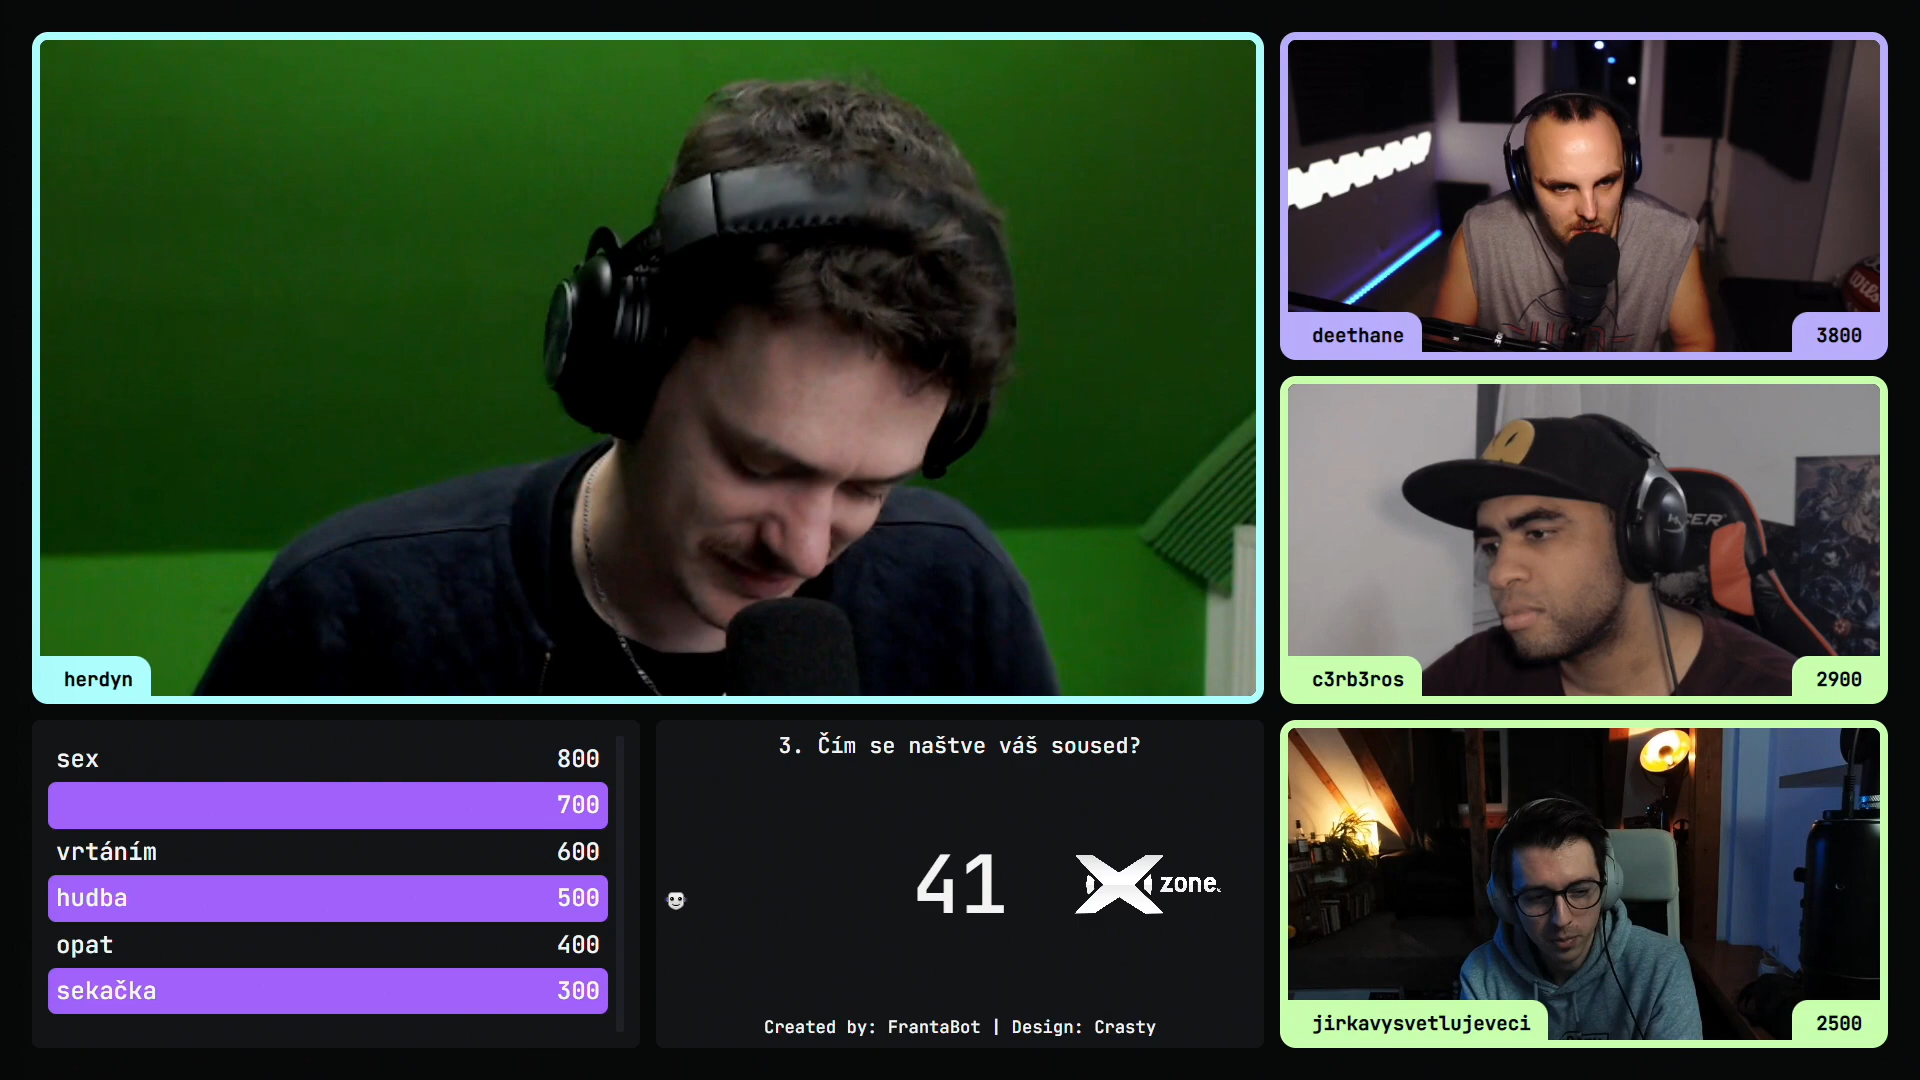 herdyn
deethane
3800
c3rb3ros
2900
jirkavysvetlujeveci
2500
sex 800
700
vrtáním 600
hudba 500
opat 400
sekačka 300
3. Čím se naštve váš soused?
41
zone.
Created by: FrantaBot | Design: Crasty